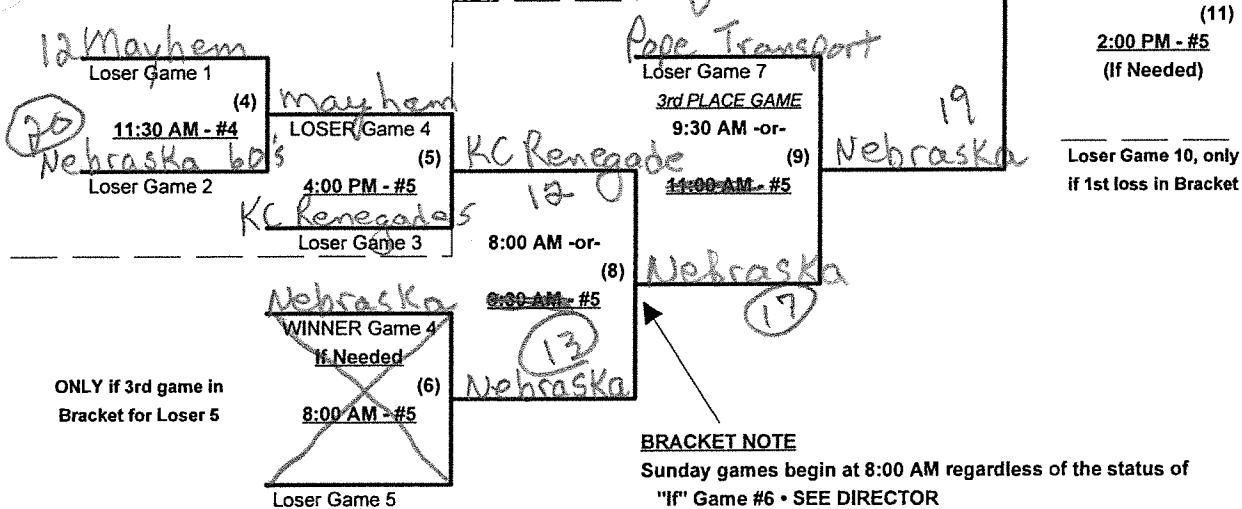 (11)
2:00 PM - #5
(If Needed)
Loser Game 10, only
if 1st loss in Bracket
12 Mayhem
Loser Game 1
(4)
20
11:30 AM - #4
Nebraska 60's
Loser Game 2
mayhem
LOSER Game 4
(5)
4:00 PM - #5
KC Renegades
Loser Game 3
Nebraska
WINNER Game 4
If Needed
(6)
8:00 AM - #5
Loser Game 5
ONLY if 3rd game in
Bracket for Loser 5
KC Renegade
12
8:00 AM -or-
(8)
9:30 AM - #5
13
Nebraska
Pope Transport
Loser Game 7
3rd PLACE GAME
9:30 AM -or-
(9)
11:00 AM - #5
Nebraska
17
19
Nebraska
BRACKET NOTE
Sunday games begin at 8:00 AM regardless of the status of
"If" Game #6 • SEE DIRECTOR